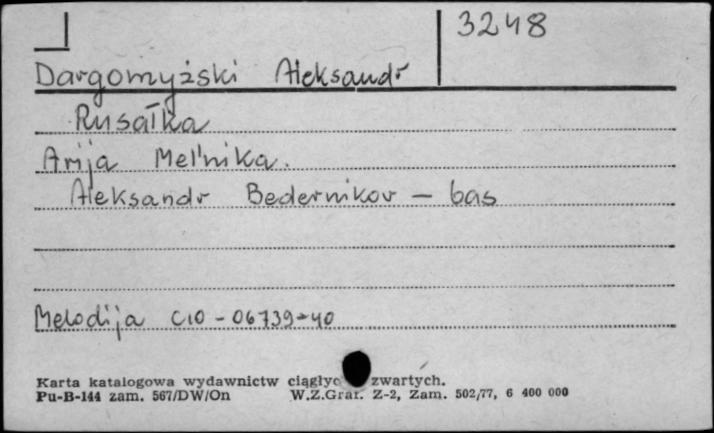 3248
Dargomyżski Aleksandr
Rusałka
Arija Mel'nika.
Aleksandr Bedernikov — bas
Melodija C10-06739-40
Karta katalogowa wydawnictw zwartych.
Pu-B-144 zam. 567/DW/On W.Z.Graf. Z-2, Zam. 502/77, 6 400 000